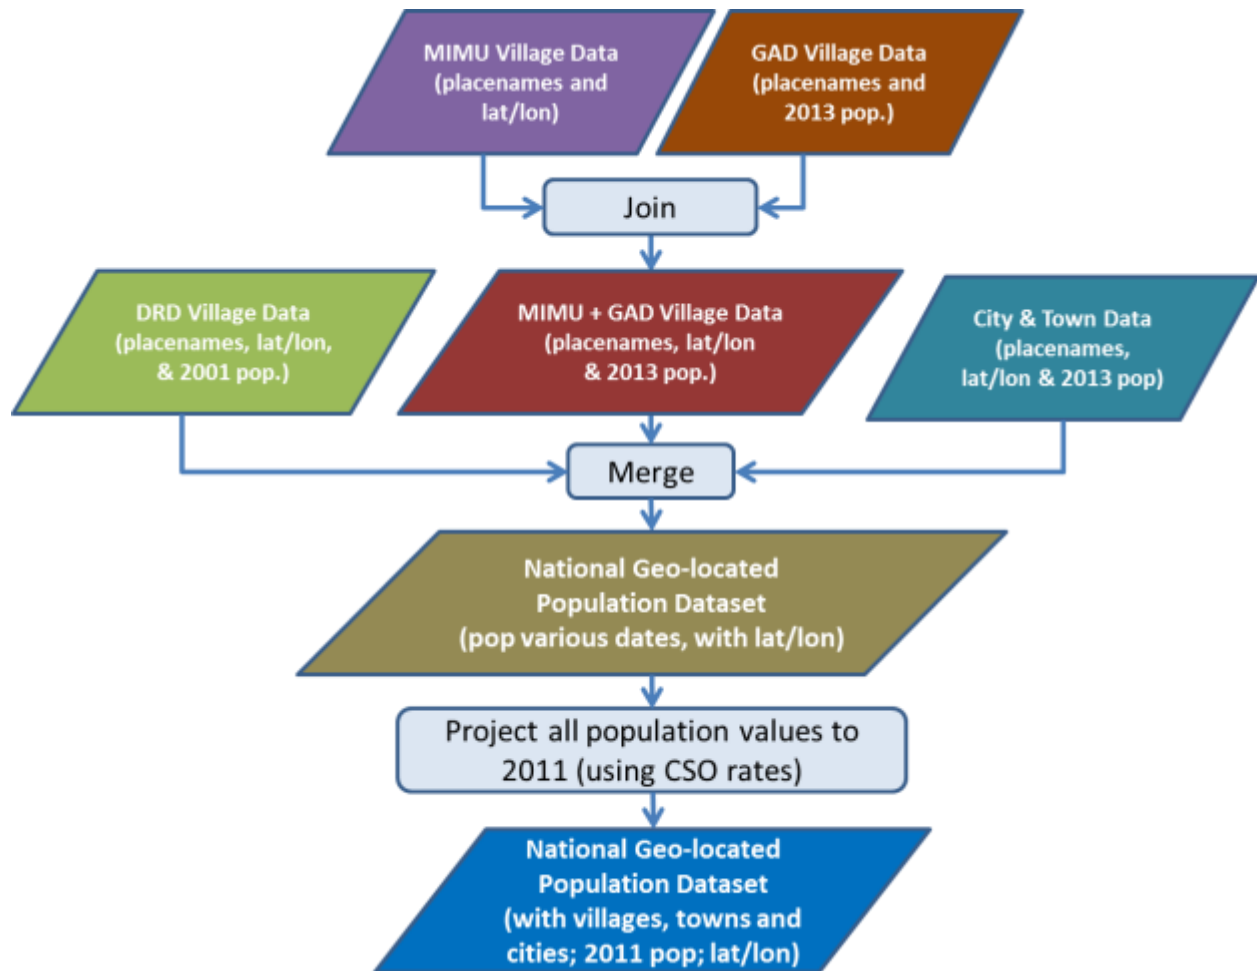 MIMU Village Data
(placenames and
lat/lon)
GAD Village Data
(placenames and
2013 pop.)
Join
DRD Village Data
(placenames, lat/lon,
& 2001 pop.)
MIMU + GAD Village Data
(placenames, lat/lon
& 2013 pop.)
City & Town Data
(placenames,
lat/lon & 2013 pop)
Merge
National Geo-located
Population Dataset
(pop various dates, with lat/lon)
Project all population values to
2011 (using CSO rates)
National Geo-located
Population Dataset
(with villages, towns and
cities; 2011 pop; lat/lon)